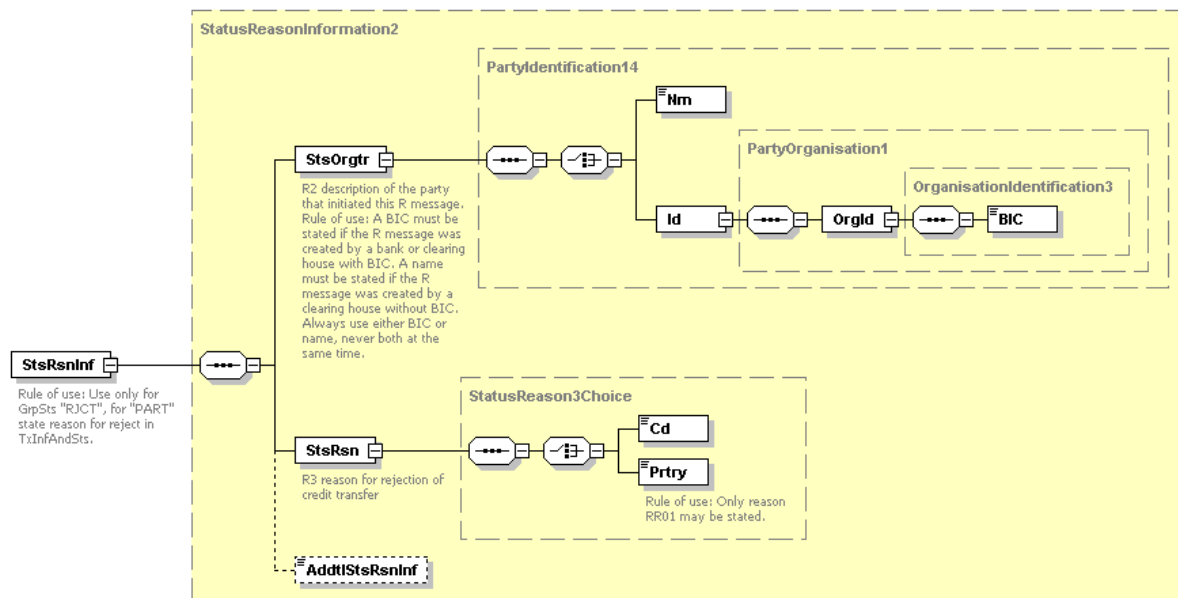 StatusReasonInformation2
PartyIdentification14
Nm
PartyOrganisation1
OrganisationIdentification3
StsOrgtr
R2 description of the party
that initiated this R message.
Rule of use: A BIC must be
stated if the R message was
created by a bank or clearing
house with BIC. A name
must be stated if the R
message was created by a
clearing house without BIC.
Always use either BIC or
name, never both at the
same time.
Id
OrgId
BIC
StsRsnInf
Rule of use: Use only for
GrpSts "RJCT", for "PART"
state reason for reject in
TxInfAndSts.
StatusReason3Choice
StsRsn
R3 reason for rejection of
credit transfer
Cd
Prtry
Rule of use: Only reason
RR01 may be stated.
AddtlStsRsnInf